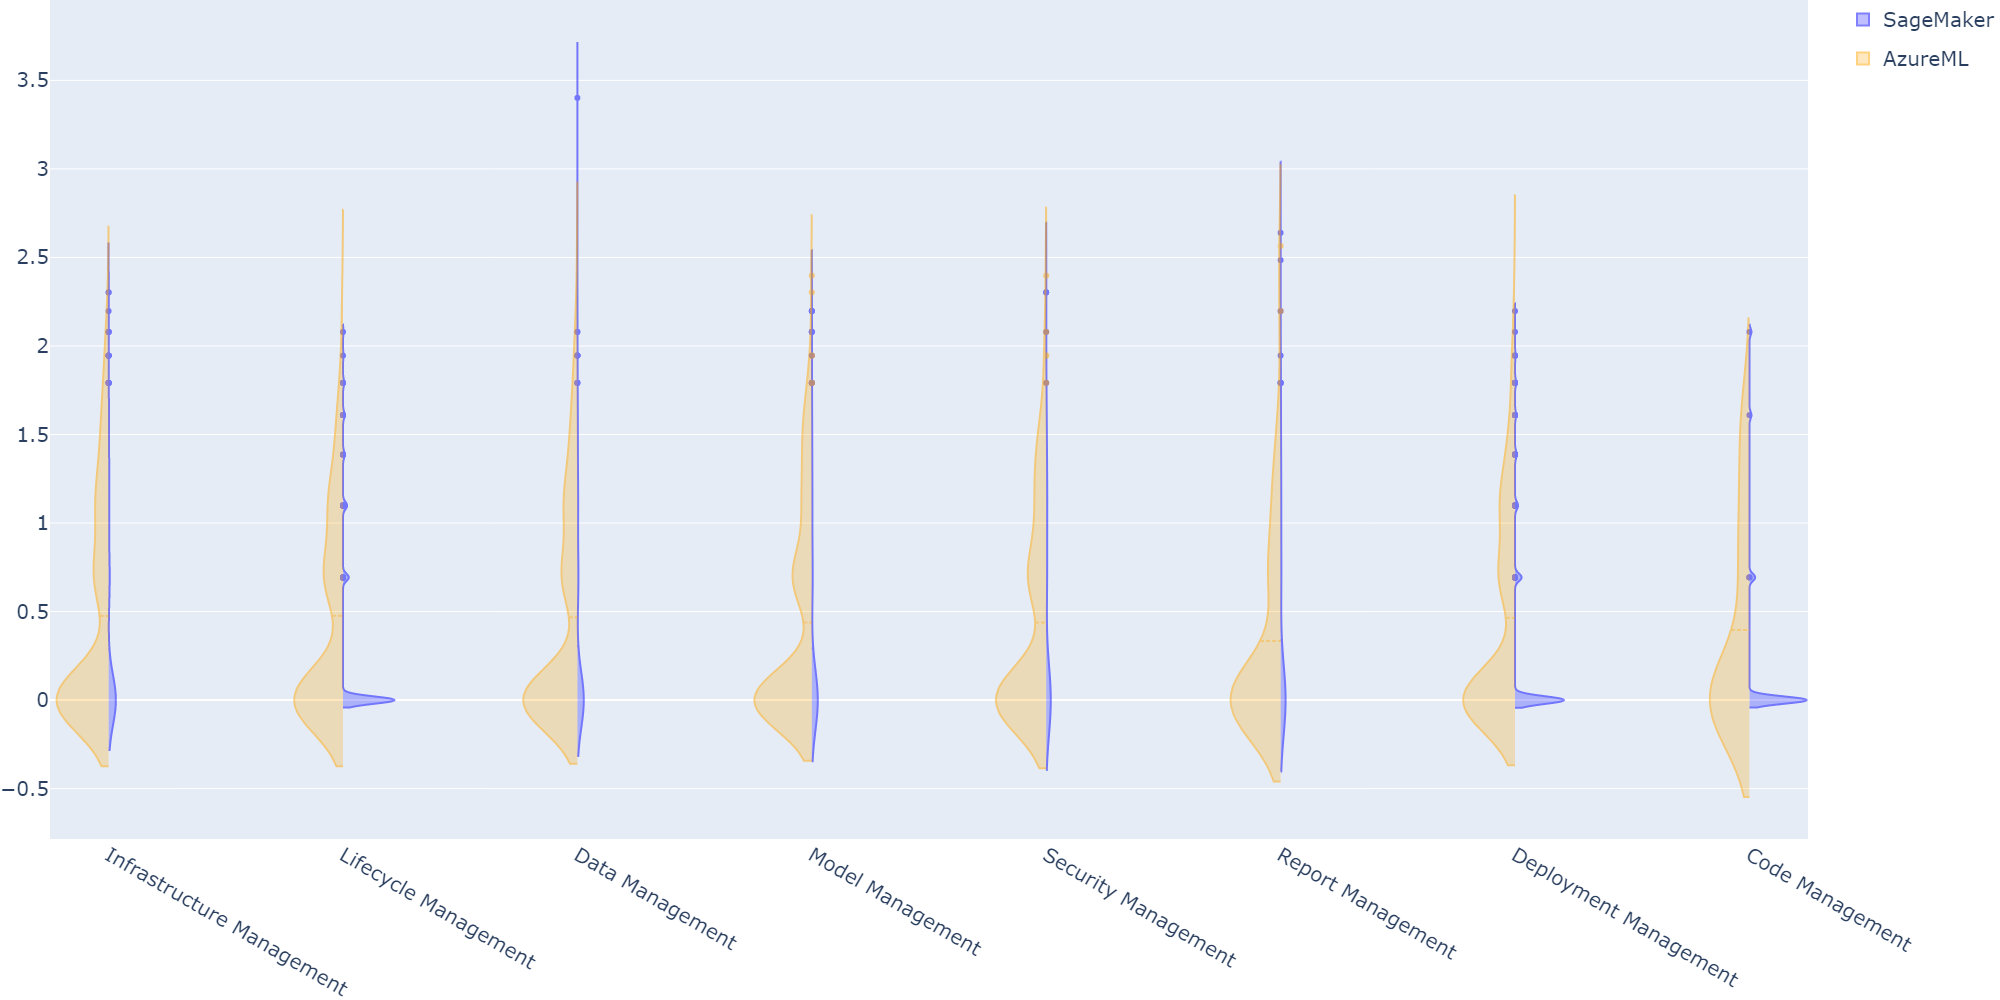 SageMaker
AzureML
3.5
3
2.5
2
1.5
1
0.5
0
−0.5
Infrastructure Management
Lifecycle Management
Data Management
Model Management
Security Management
Report Management
Deployment Management
Code Management